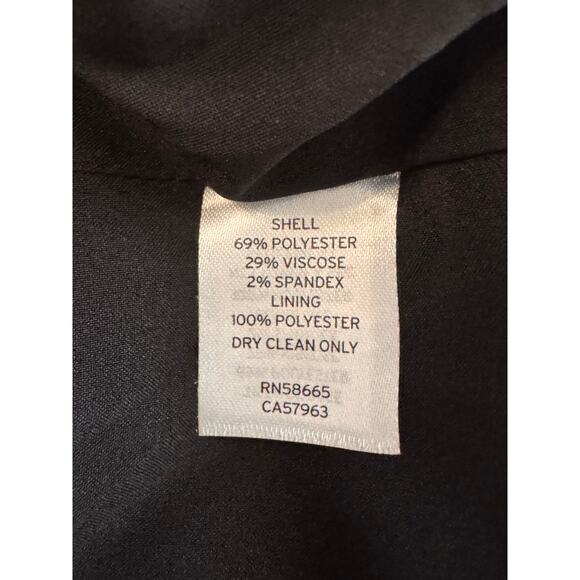 SHELL
69% POLYESTER
29% VISCOSE
2% SPANDEX
LINING
100% POLYESTER
DRY CLEAN ONLY
RN58665
CA57963